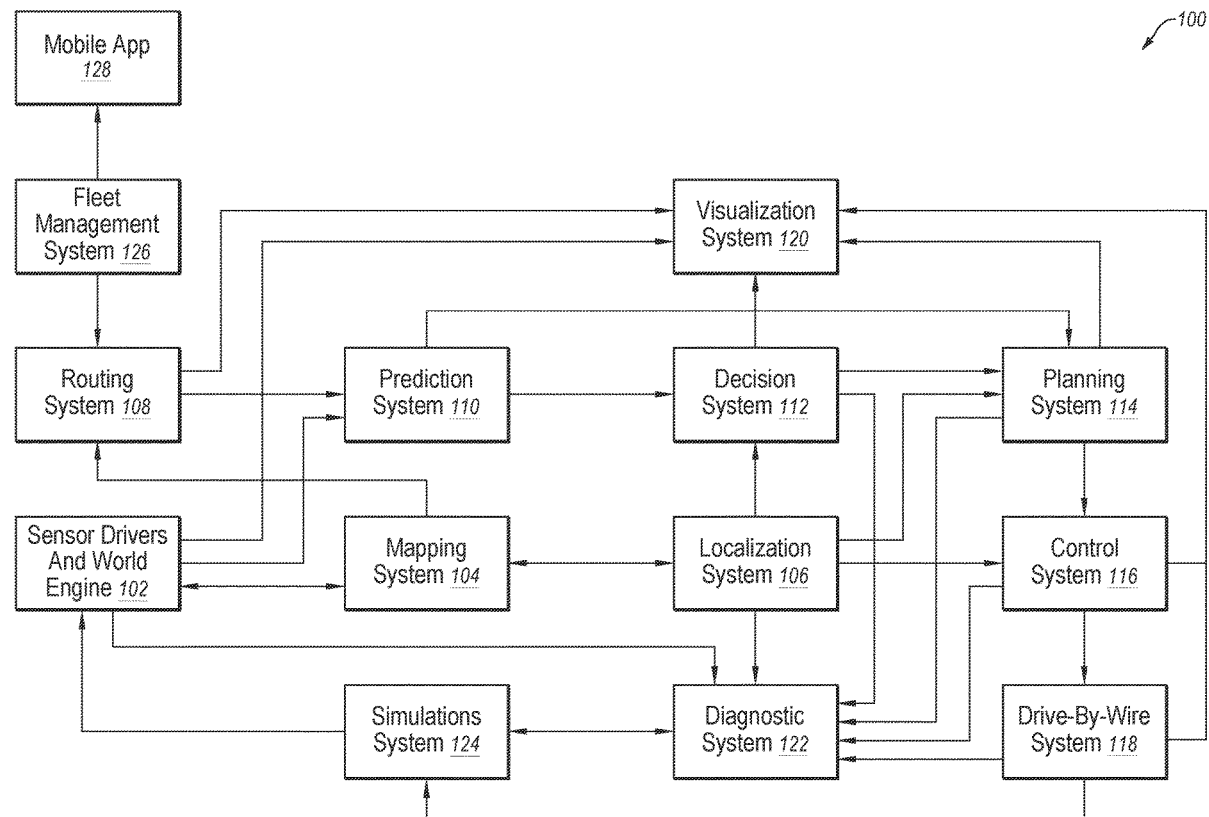 100
Mobile App
128
Fleet
Management
System 126
Visualization
System 120
Routing
System 108
Prediction
System 110
Decision
System 112
Planning
System 114
Sensor Drivers
And World
Engine 102
Mapping
System 104
Localization
System 106
Control
System 116
Simulations
System 124
Diagnostic
System 122
Drive-By-Wire
System 118